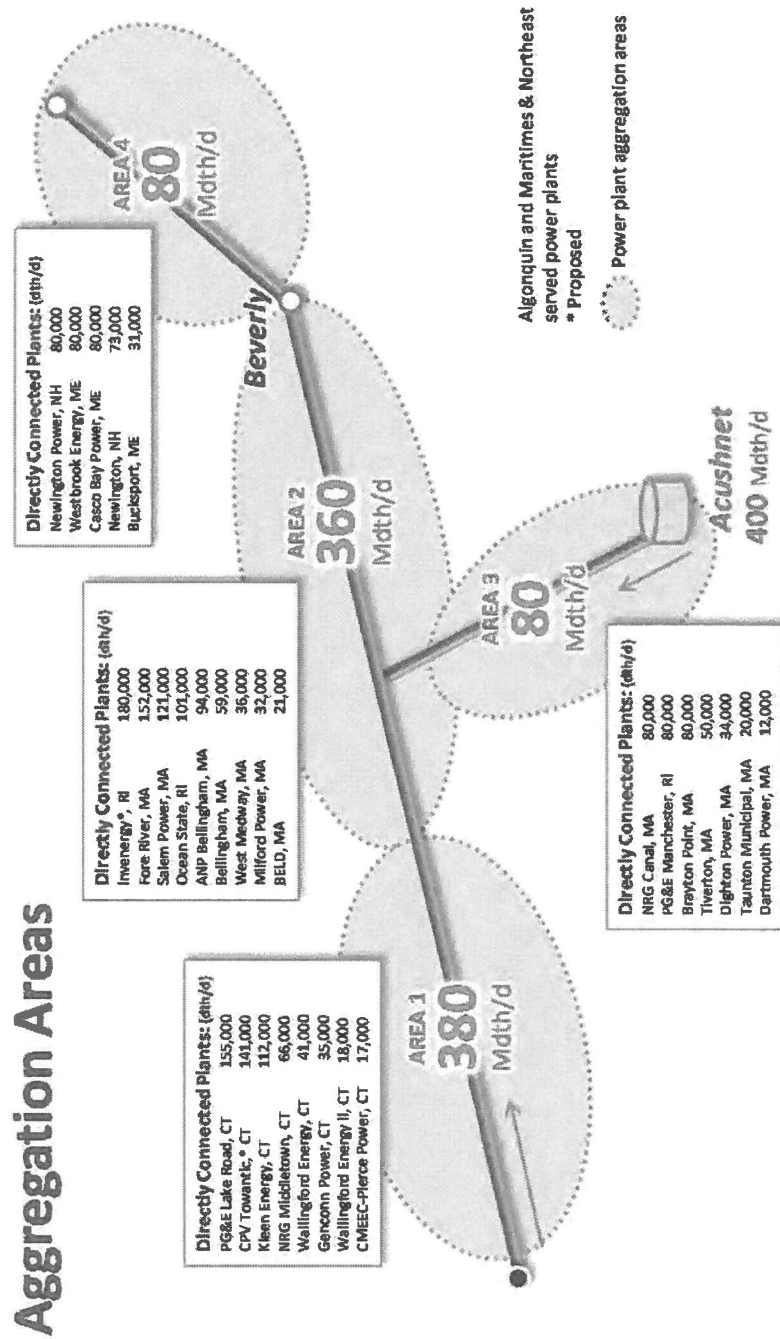 Aggregation Areas
Directly Connected Plants: (dth/d)
PG&E Lake Road, CT 155,000
CPV Towantic,* CT 141,000
Kleen Energy, CT 112,000
NRG Middletown, CT 66,000
Wallingford Energy, CT 41,000
Genconn Power, CT 35,000
Wallingford Energy II, CT 18,000
CMEEC-Pierce Power, CT 17,000
Directly Connected Plants: (dth/d)
Invenergy*, RI 180,000
Fore River, MA 152,000
Salem Power, MA 121,000
Ocean State, RI 101,000
ANP Bellingham, MA 94,000
Bellingham, MA 59,000
West Medway, MA 36,000
Milford Power, MA 32,000
BELD, MA 21,000
Directly Connected Plants: (dth/d)
Newington Power, NH 80,000
Westbrook Energy, ME 80,000
Casco Bay Power, ME 80,000
Newington, NH 73,000
Bucksport, ME 31,000
AREA 1
380
Mdth/d
AREA 2
360
Mdth/d
Beverly
AREA 4
80
Mdth/d
AREA 3
80
Mdth/d
Acushnet
400 Mdth/d
Directly Connected Plants: (dth/d)
NRG Canal, MA 80,000
PG&E Manchester, RI 80,000
Brayton Point, MA 80,000
Tiverton, MA 50,000
Dighton Power, MA 34,000
Taunton Municipal, MA 20,000
Dartmouth Power, MA 12,000
Algonquin and Maritimes & Northeast
served power plants
* Proposed
Power plant aggregation areas